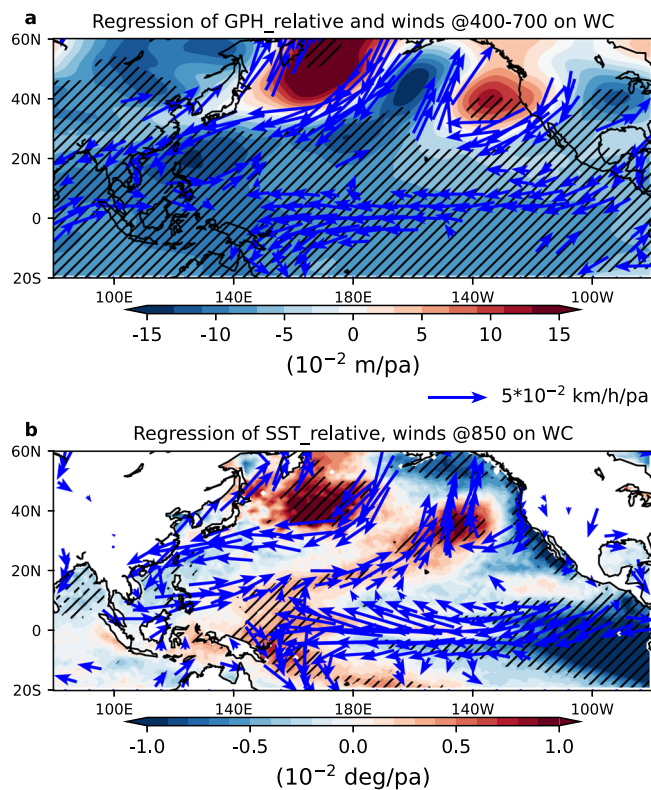 a
Regression of GPH_relative and winds @400-700 on WC
60N
40N
20N
0
20S
100E 140E 180E 140W 100W
-15 -10 -5 0 5 10 15
(10⁻² m/pa)
5*10⁻² km/h/pa
b
Regression of SST_relative, winds @850 on WC
60N
40N
20N
0
20S
100E 140E 180E 140W 100W
-1.0 -0.5 0.0 0.5 1.0
(10⁻² deg/pa)